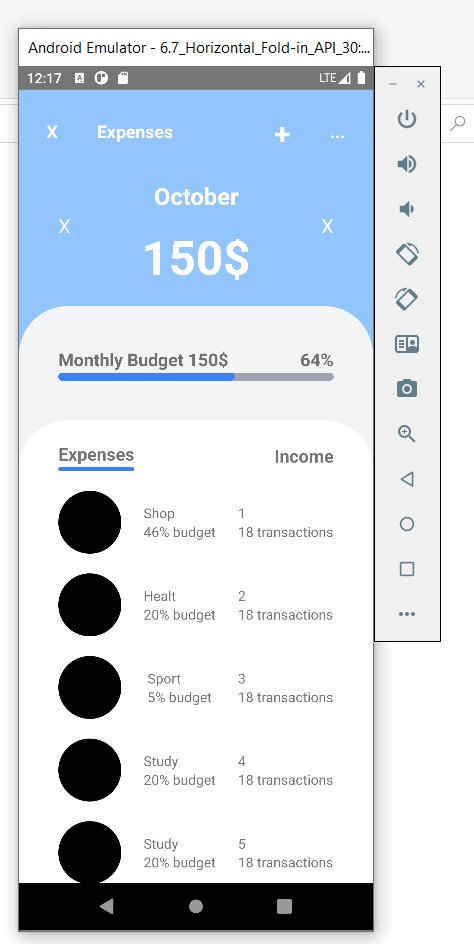 Android Emulator - 6.7_Horizontal_Fold-in_API_30:...
12:17 A LTE
X Expenses + ...
October
X X
150$
Monthly Budget 150$ 64%
Expenses Income
Shop 1
46% budget 18 transactions
Healt 2
20% budget 18 transactions
Sport 3
5% budget 18 transactions
Study 4
20% budget 18 transactions
Study 5
20% budget 18 transactions